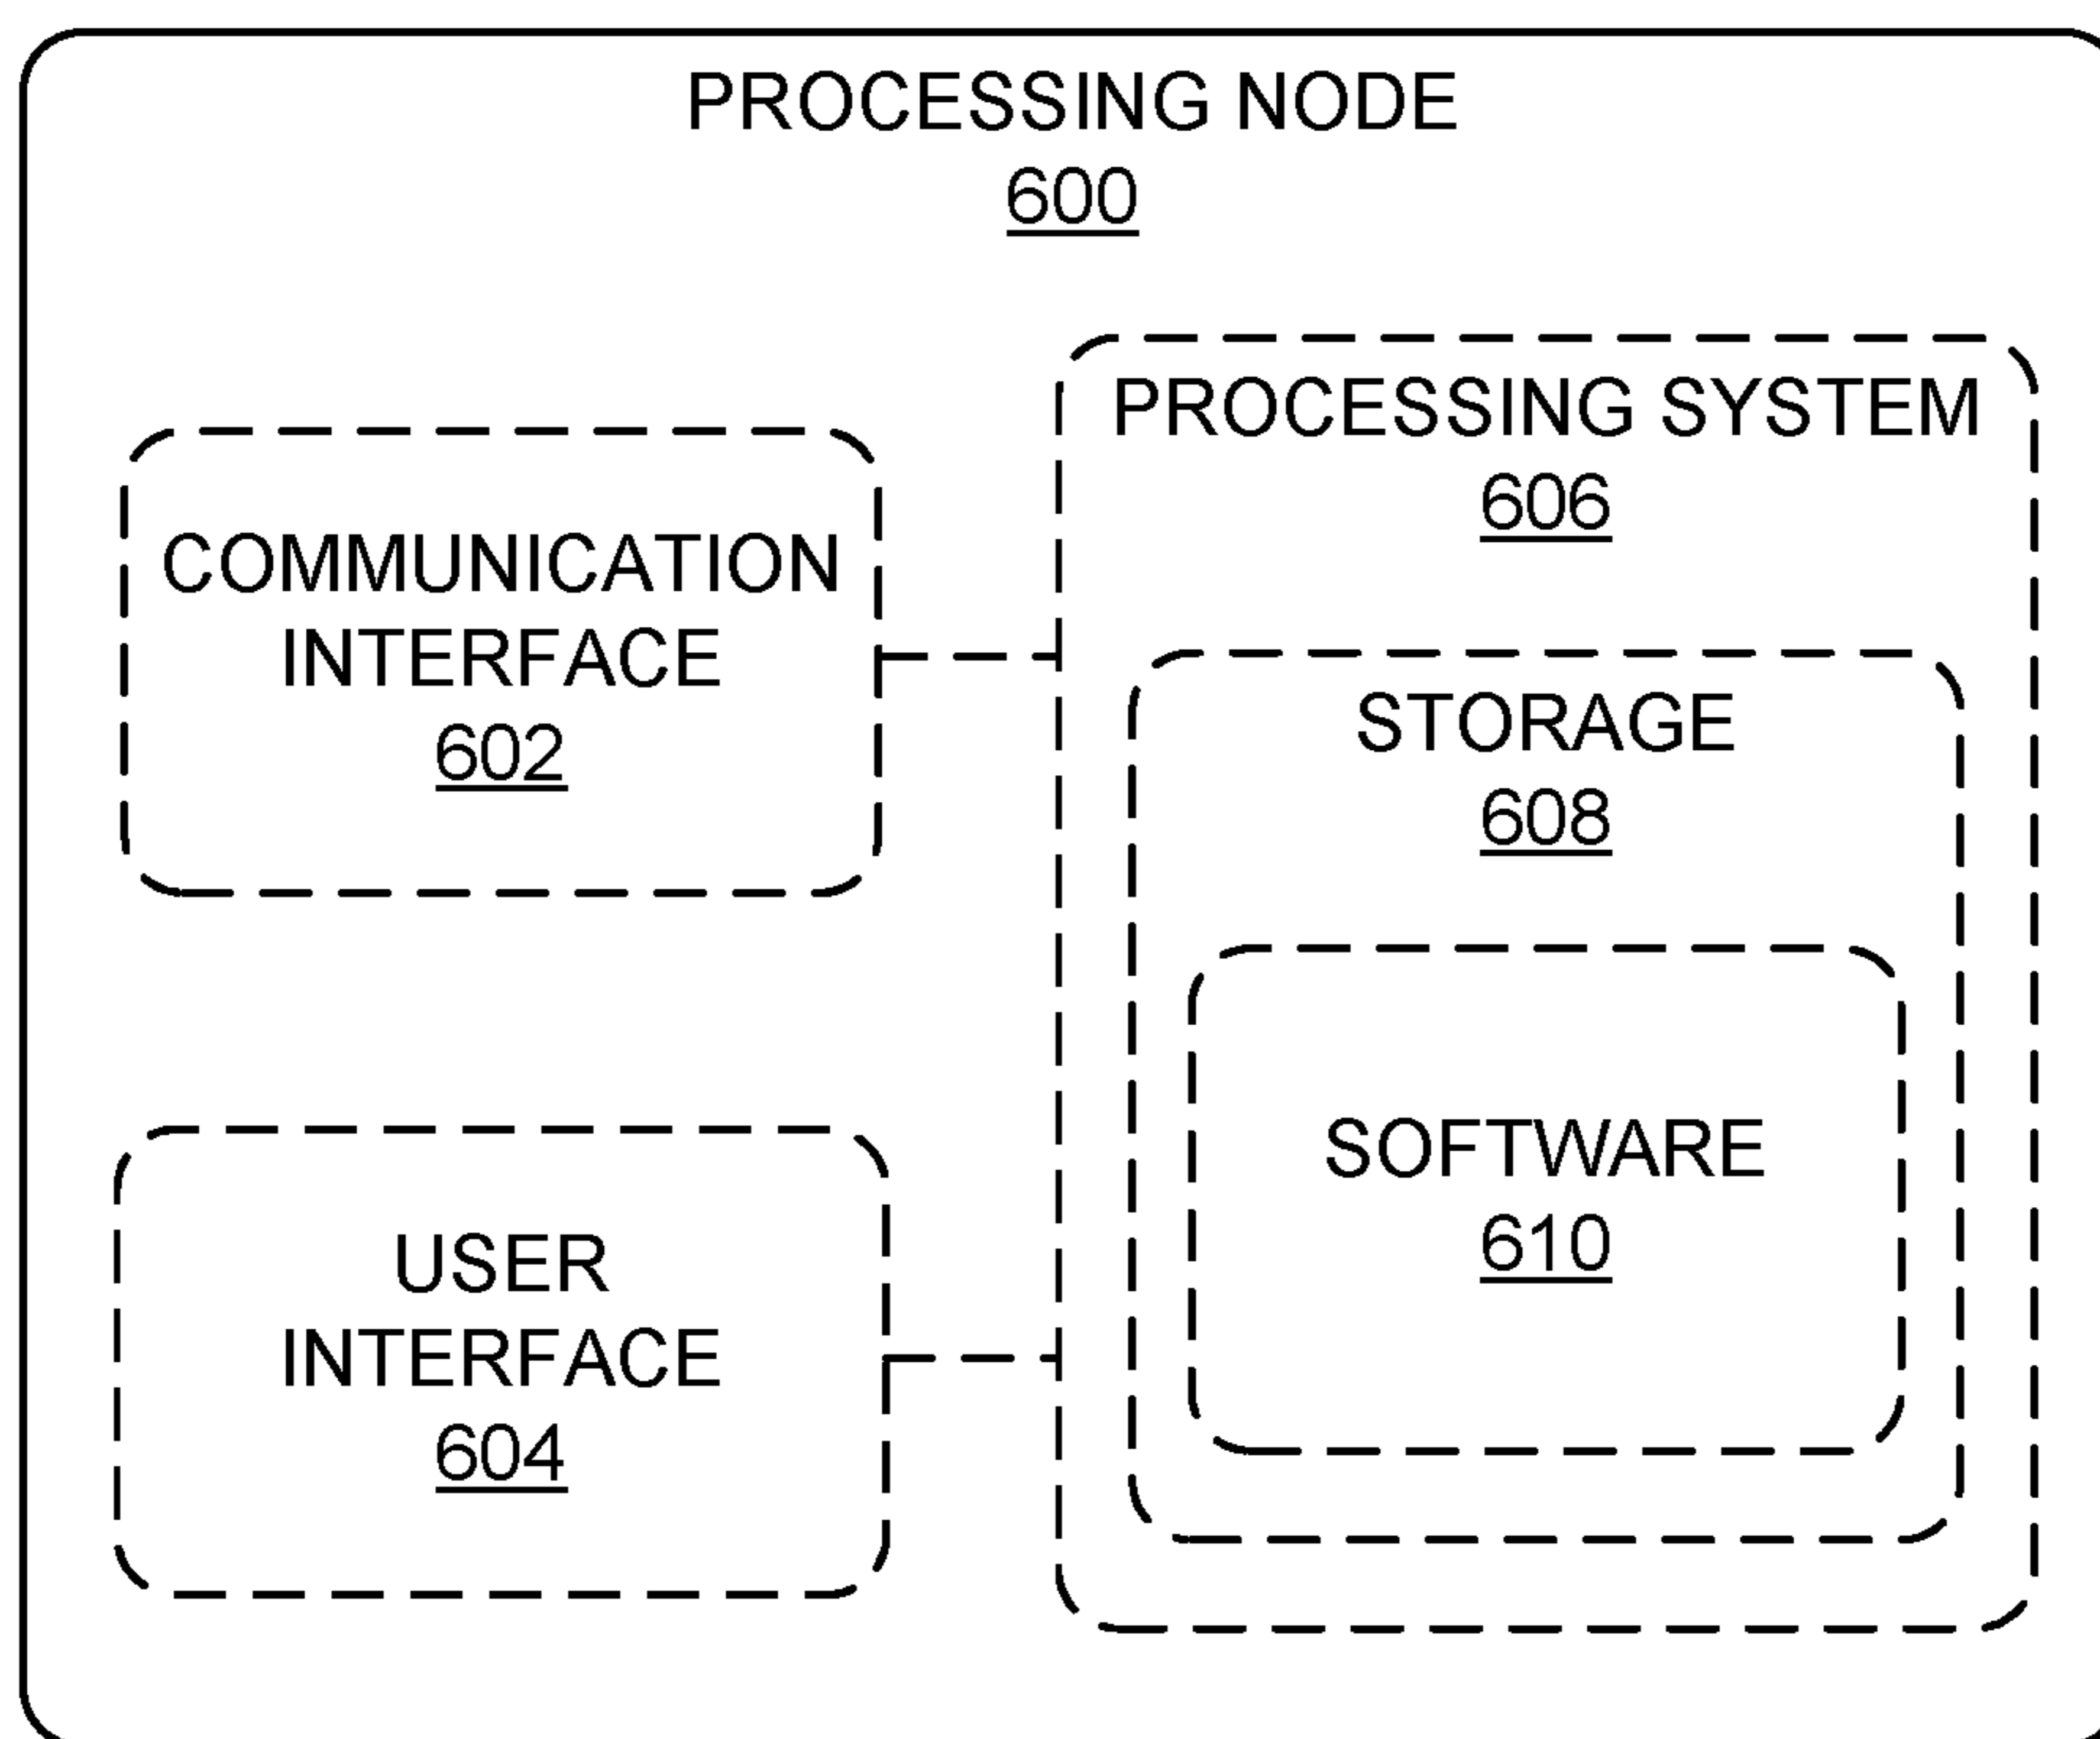 PROCESSING NODE
600
COMMUNICATION
INTERFACE
602
USER
INTERFACE
604
PROCESSING SYSTEM
606
STORAGE
608
SOFTWARE
610